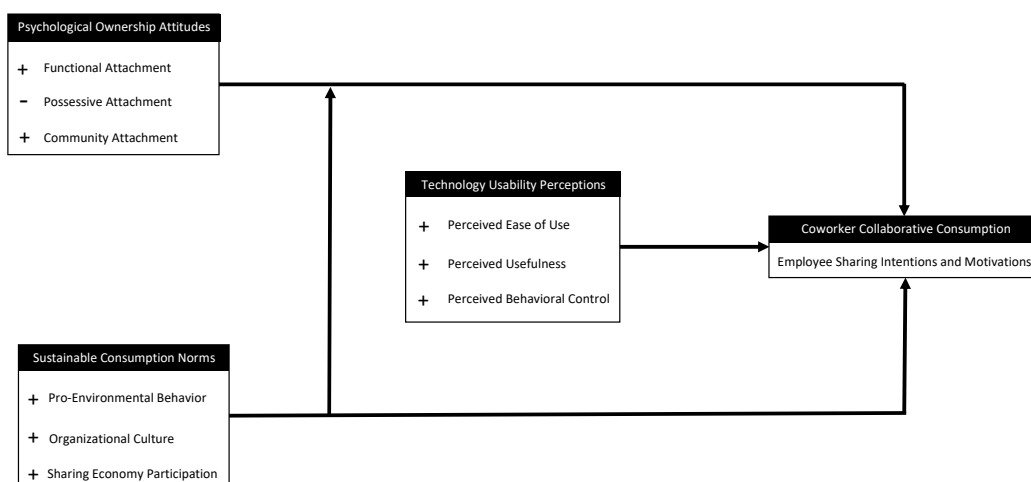 Psychological Ownership Attitudes
+ Functional Attachment
- Possessive Attachment
+ Community Attachment
Technology Usability Perceptions
+ Perceived Ease of Use
+ Perceived Usefulness
+ Perceived Behavioral Control
Coworker Collaborative Consumption
Employee Sharing Intentions and Motivations
Sustainable Consumption Norms
+ Pro-Environmental Behavior
+ Organizational Culture
+ Sharing Economy Participation